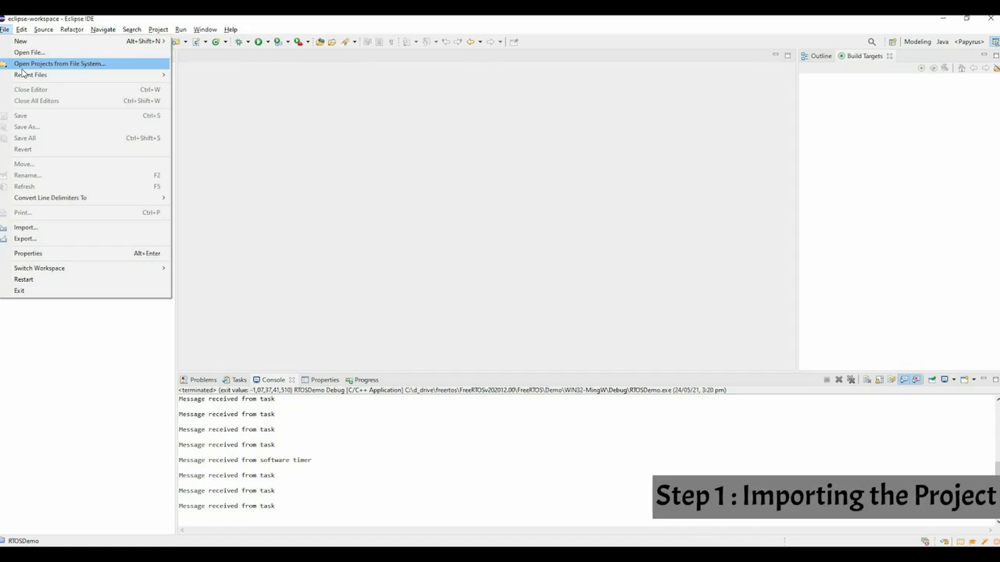 eclipse-workspace - Eclipse IDE
File Edit Source Refactor Navigate Search Project Run Window Help
New Alt+Shift+N
Open File...
Open Projects from File System...
Recent Files
Close Editor Ctrl+W
Close All Editors Ctrl+Shift+W
Save Ctrl+S
Save As...
Save All Ctrl+Shift+S
Revert
Move...
Rename... F2
Refresh F5
Convert Line Delimiters To
Print... Ctrl+P
Import...
Export...
Properties Alt+Enter
Switch Workspace
Restart
Exit
Modeling Java <Papyrus>
Outline Build Targets
Problems Tasks Console Properties Progress
<terminated> (exit value: -1,07,37,41,510) RTOSDemo Debug [C/C++ Application] C:\d_drive\freertos\FreeRTOSv202012.00\FreeRTOS\Demo\WIN32-MingW\Debug\RTOSDemo.exe (24/05/21, 3:20 pm)
Message received from task
Message received from task
Message received from task
Message received from task
Message received from software timer
Message received from task
Message received from task
Message received from task
Step 1 : Importing the Project
RTOSDemo